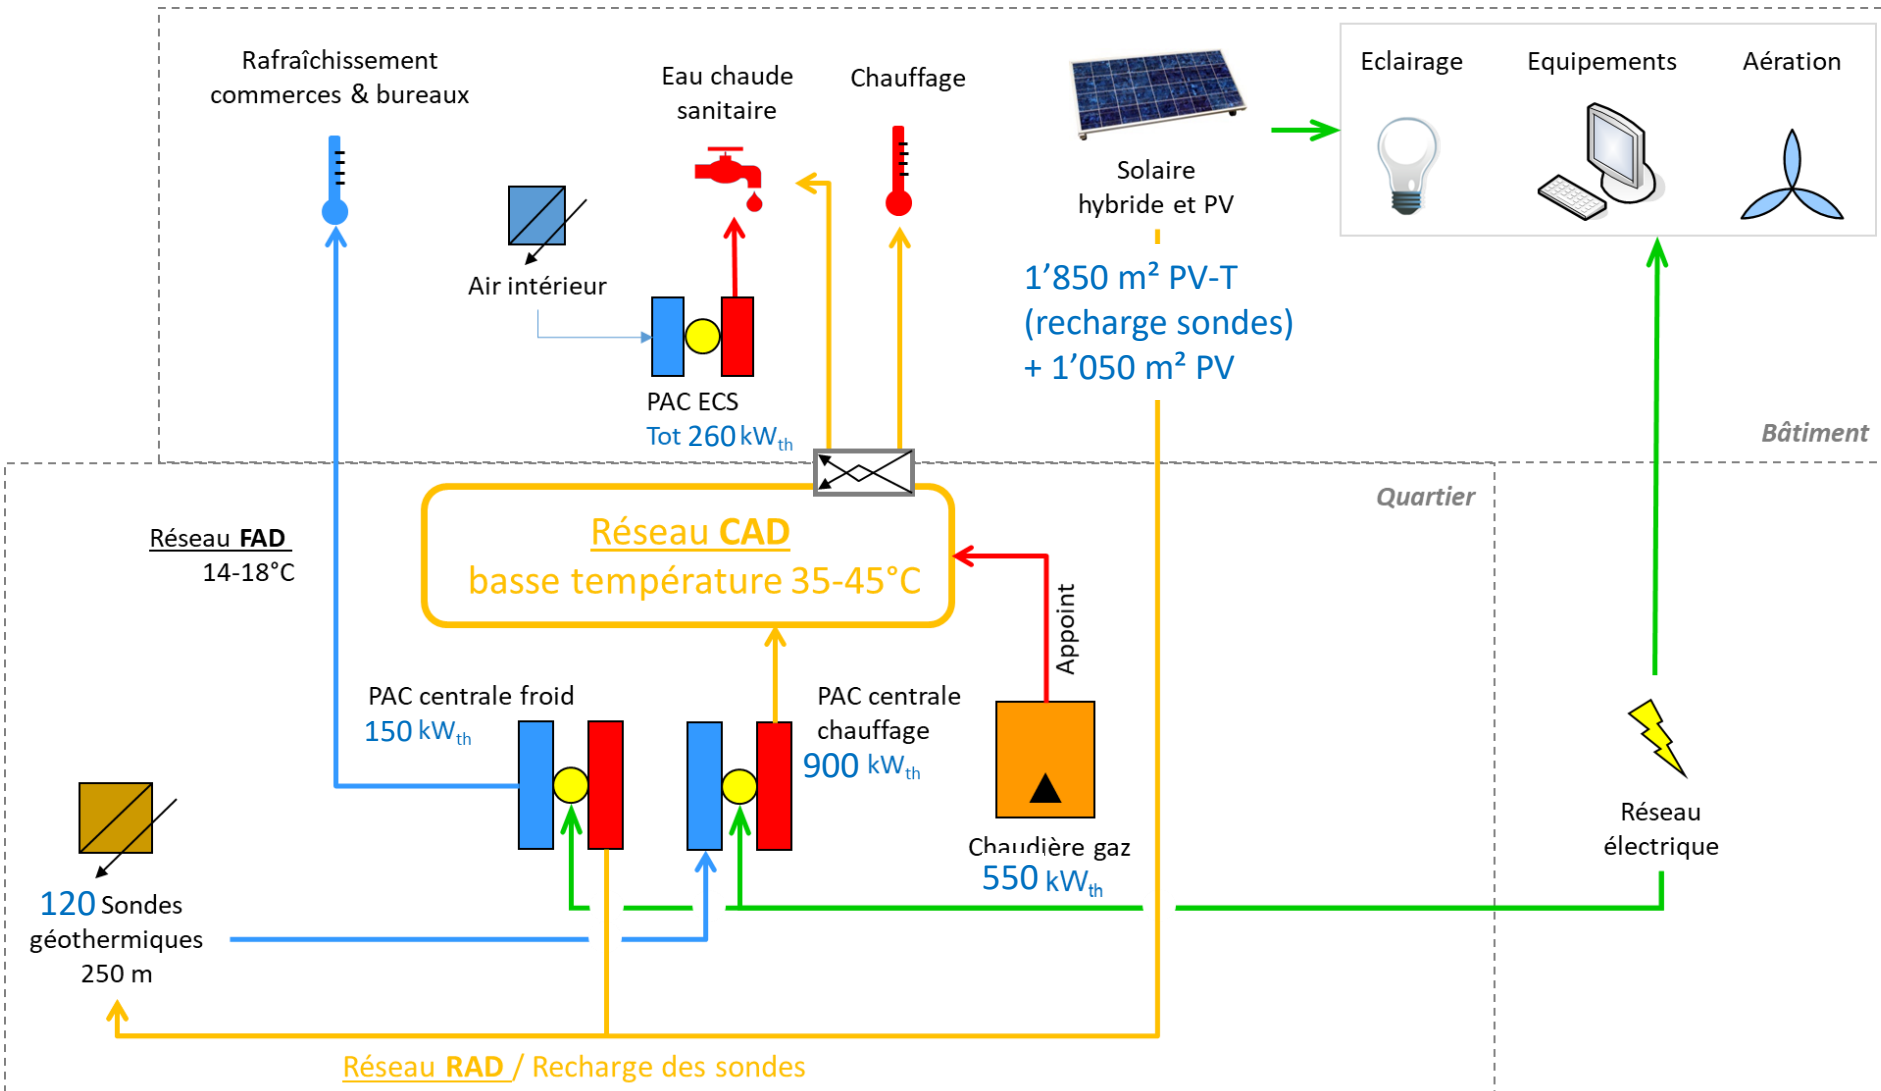 Rafraîchissement
commerces & bureaux
Eau chaude
sanitaire
Chauffage
Solaire
hybride et PV
Eclairage
Equipements
Aération
Air intérieur
1’850 m² PV-T
(recharge sondes)
+ 1’050 m² PV
PAC ECS
Tot 260 kWth
Bâtiment
Quartier
Réseau FAD
14-18°C
Réseau CAD
basse température 35-45°C
Appoint
PAC centrale froid
150 kWth
PAC centrale
chauffage
900 kWth
Chaudière gaz
550 kWth
Réseau
électrique
120 Sondes
géothermiques
250 m
Réseau RAD / Recharge des sondes